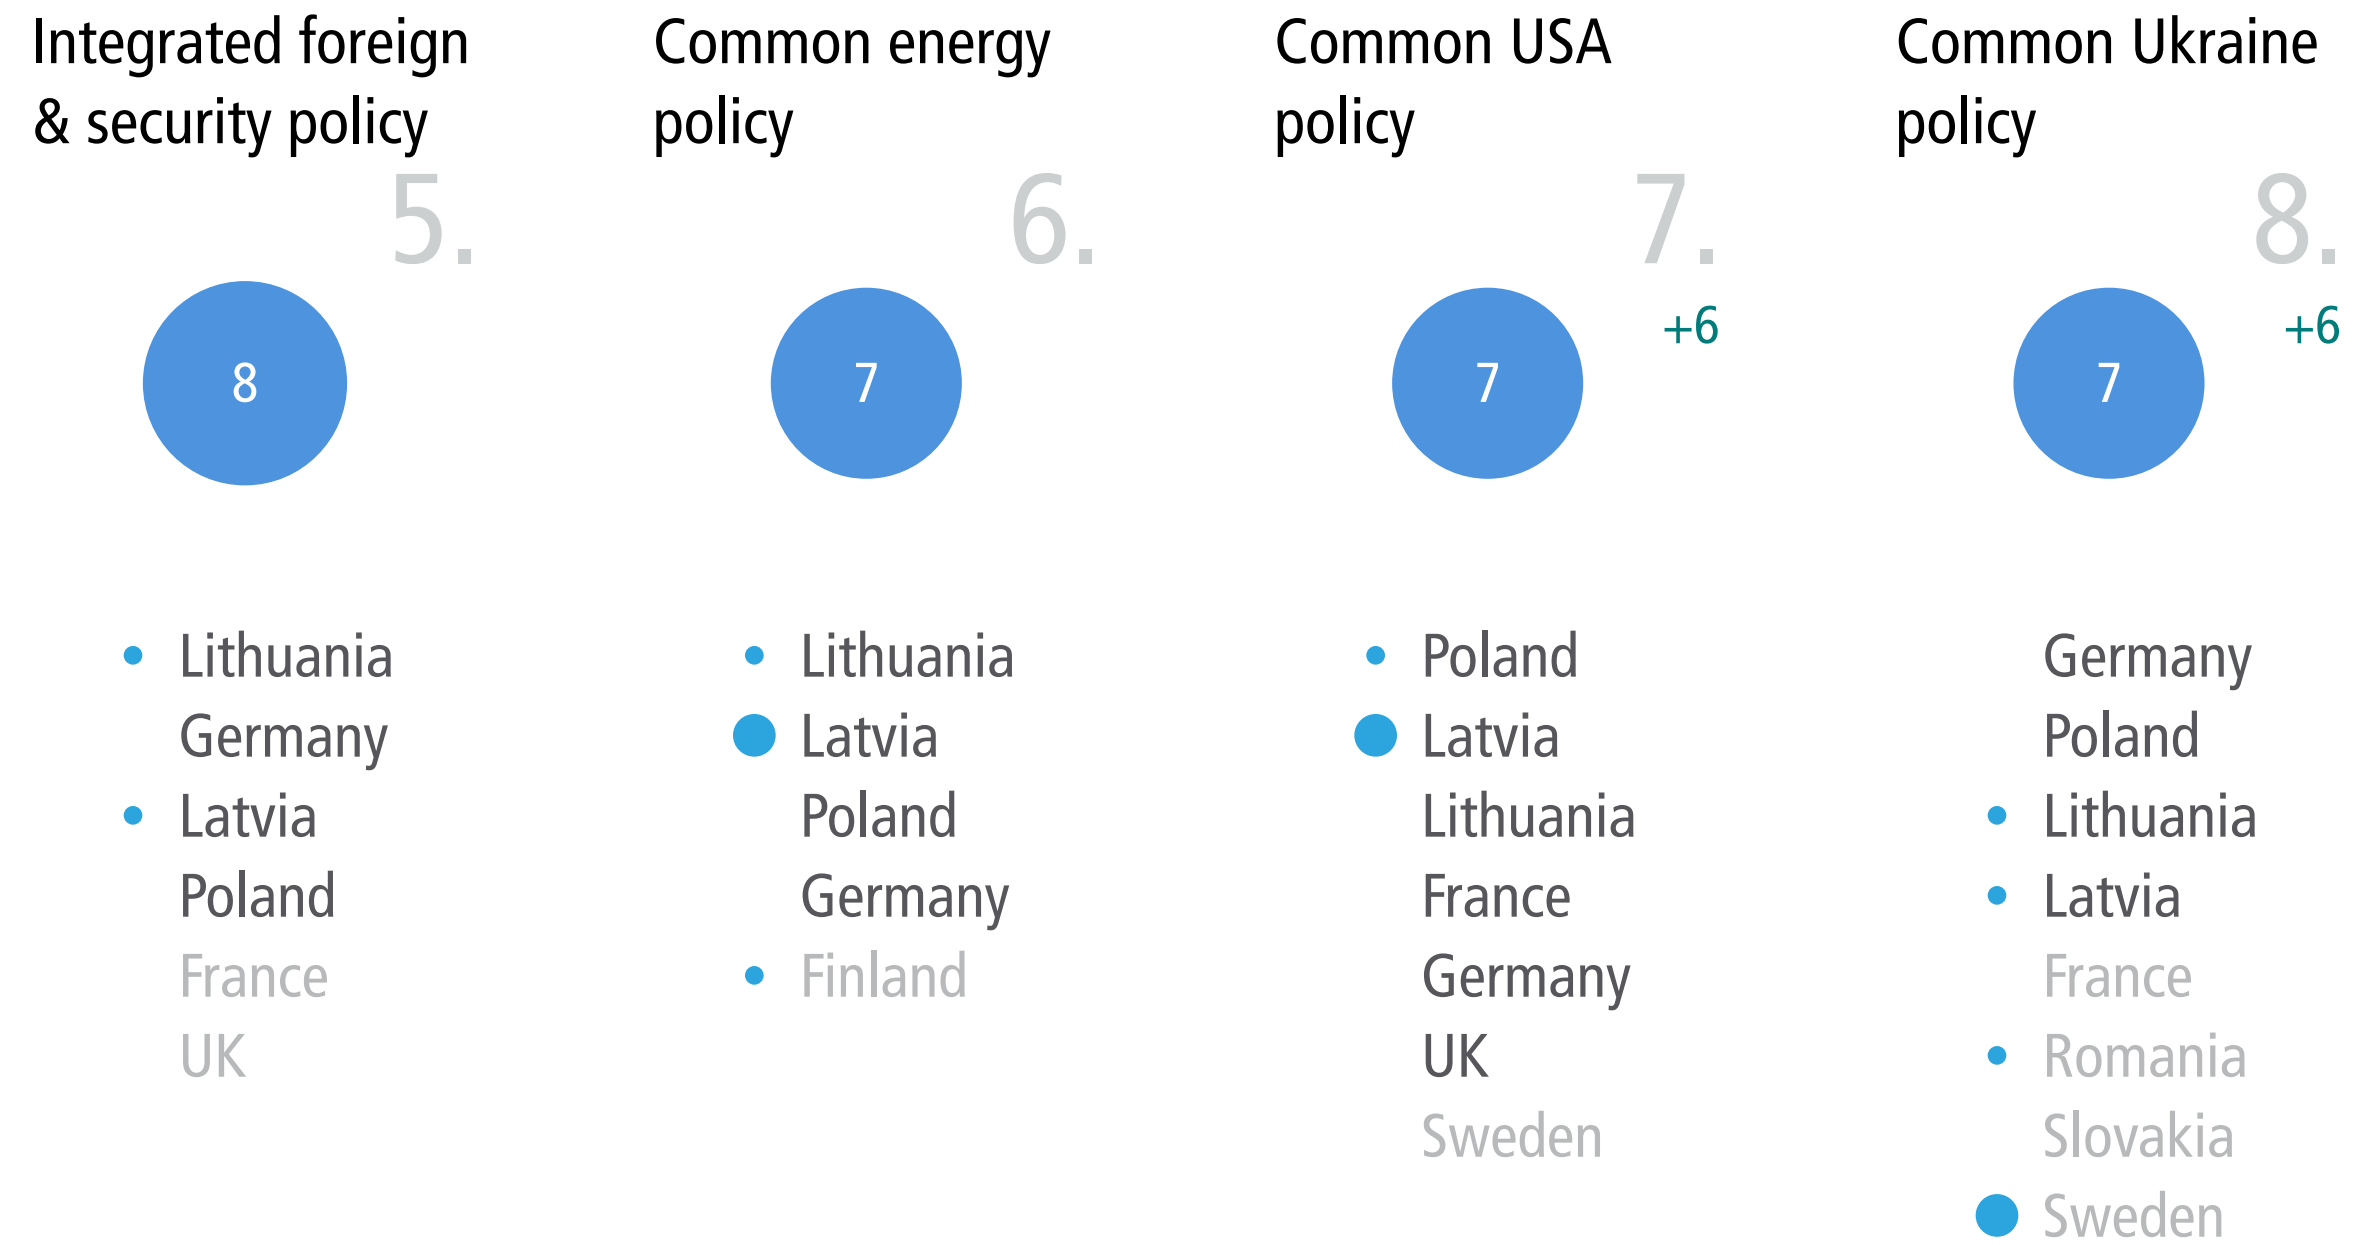 Integrated foreign
& security policy
5.
8
Lithuania
Germany
Latvia
Poland
France
UK
Common energy
policy
6.
7
Lithuania
Latvia
Poland
Germany
Finland
Common USA
policy
7.
+6
7
Poland
Latvia
Lithuania
France
Germany
UK
Sweden
Common Ukraine
policy
8.
+6
7
Germany
Poland
Lithuania
Latvia
France
Romania
Slovakia
Sweden